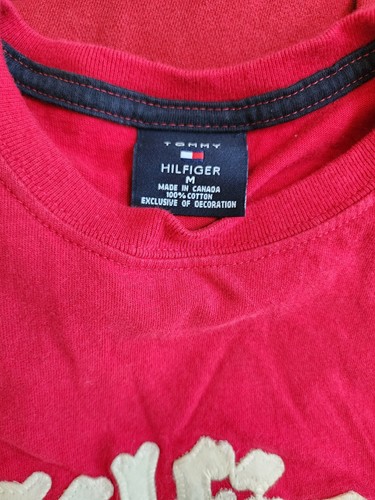 TOMMY
HILFIGER
M
MADE IN CANADA
100% COTTON
EXCLUSIVE OF DECORATION